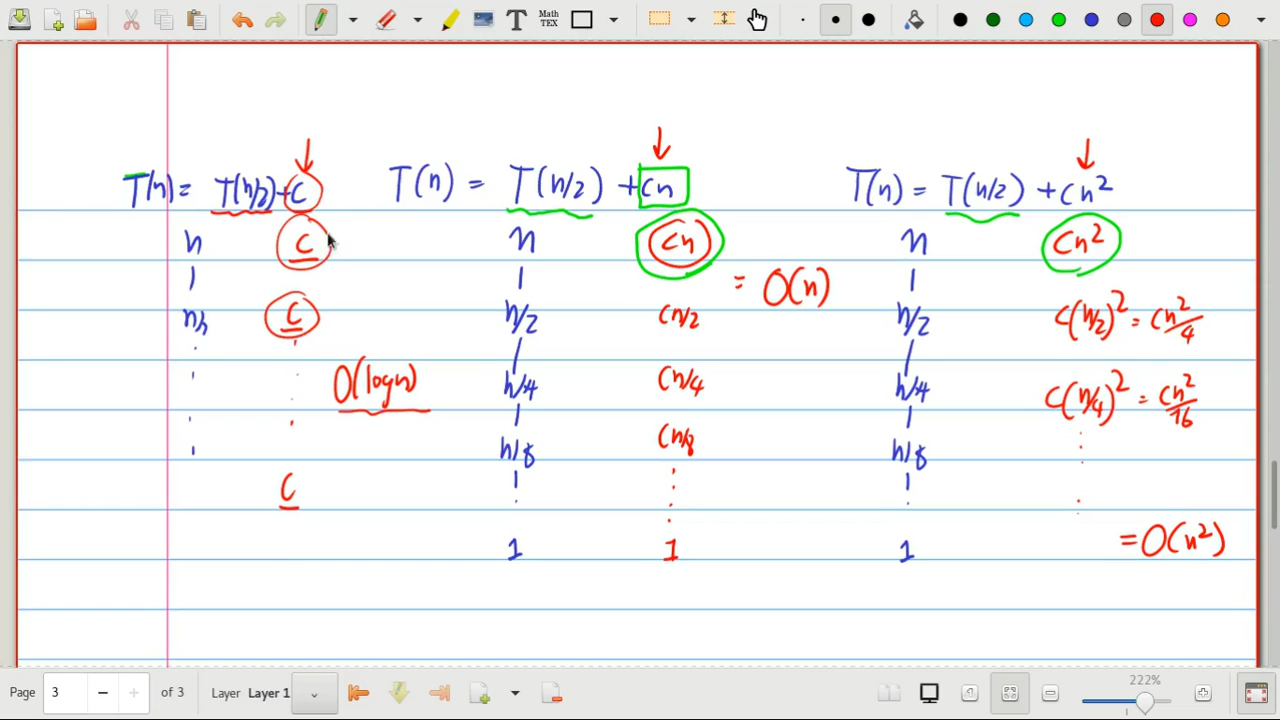 Math
TEX
T(n) = T(n/2) + C
T(n) = T(n/2) + cn
T(n) = T(n/2) + cn²
n C
n cn
n cn²
= O(n)
n/2 C
n/2 cn/2
n/2 c(n/2)² = cn²/4
O(logn)
n/4 cn/4
n/4 c(n/4)² = cn²/16
n/8 cn/8
n/8
C
1 1
1
= O(n²)
Page 3 of 3 Layer Layer 1 222%